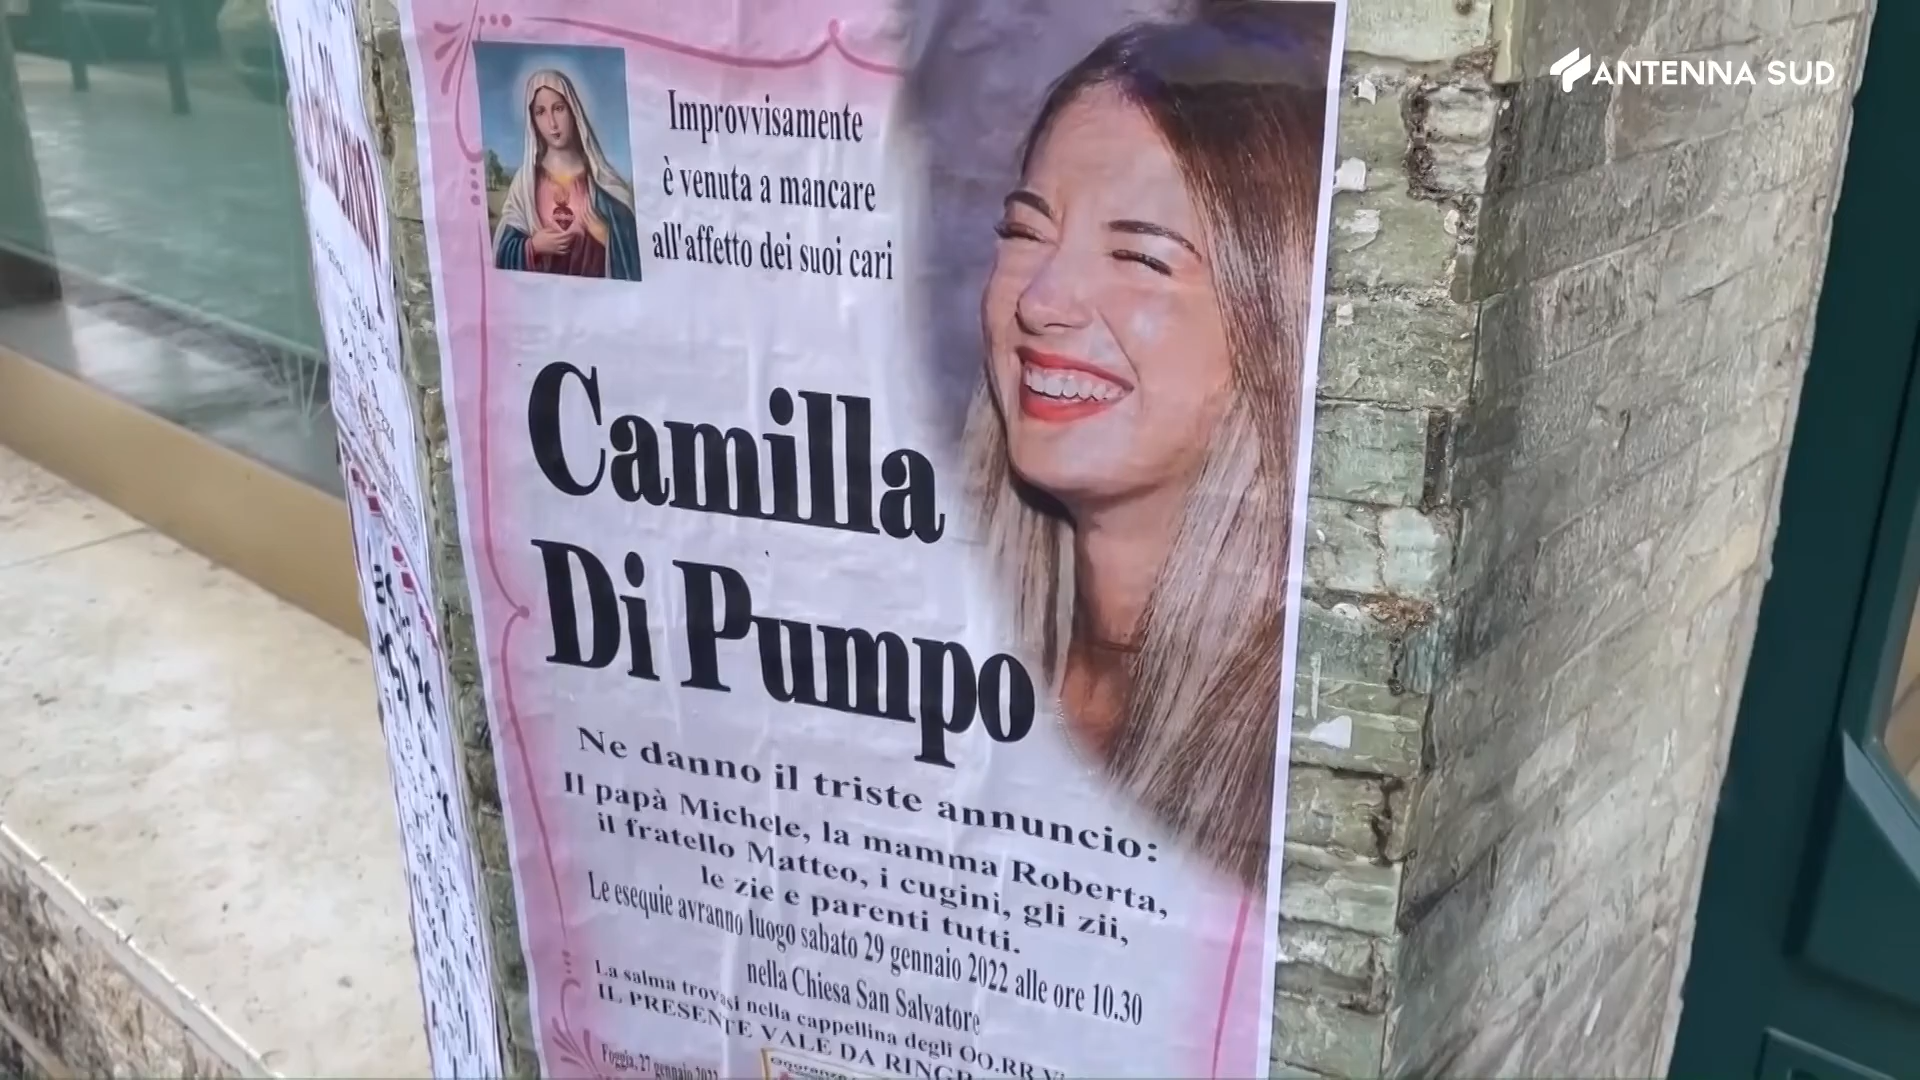 ANTENNA SUD
Improvvisamente
è venuta a mancare
all'affetto dei suoi cari
Camilla
Di Pumpo
Ne danno il triste annuncio:
Il papà Michele, la mamma Roberta,
il fratello Matteo, i cugini, gli zii,
le zie e parenti tutti.
Le esequie avranno luogo sabato 29 gennaio 2022 alle ore 10.30
nella Chiesa San Salvatore
La salma trovasi nella cappellina degli OO.RR
IL PRESENTE VALE DA
Foggia, 27 gennaio 2022